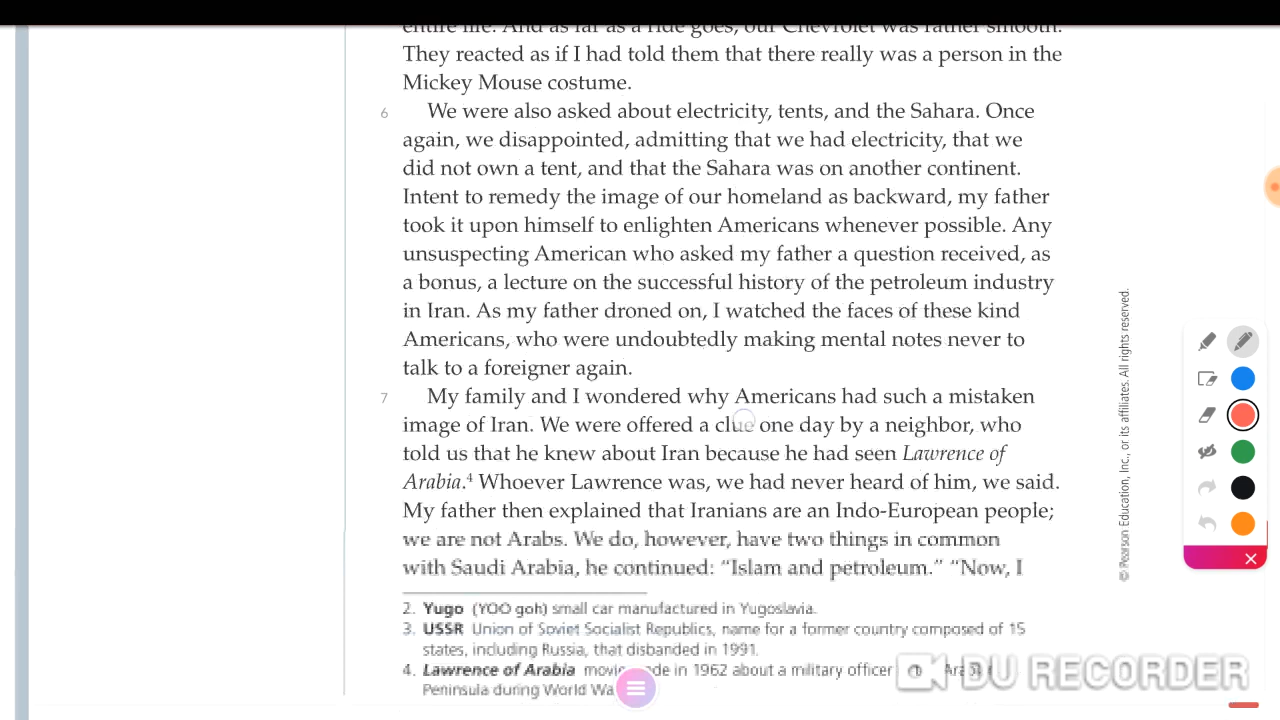 entire life. And as far as a ride goes, our Chevrolet was rather smooth.
They reacted as if I had told them that there really was a person in the
Mickey Mouse costume.
6 We were also asked about electricity, tents, and the Sahara. Once
again, we disappointed, admitting that we had electricity, that we
did not own a tent, and that the Sahara was on another continent.
Intent to remedy the image of our homeland as backward, my father
took it upon himself to enlighten Americans whenever possible. Any
unsuspecting American who asked my father a question received, as
a bonus, a lecture on the successful history of the petroleum industry
in Iran. As my father droned on, I watched the faces of these kind
Americans, who were undoubtedly making mental notes never to
talk to a foreigner again.
7 My family and I wondered why Americans had such a mistaken
image of Iran. We were offered a clue one day by a neighbor, who
told us that he knew about Iran because he had seen Lawrence of
Arabia.⁴ Whoever Lawrence was, we had never heard of him, we said.
My father then explained that Iranians are an Indo-European people;
we are not Arabs. We do, however, have two things in common
with Saudi Arabia, he continued: “Islam and petroleum.” “Now, I
2. Yugo (YOO goh) small car manufactured in Yugoslavia.
3. USSR Union of Soviet Socialist Republics, name for a former country composed of 15
states, including Russia, that disbanded in 1991.
4. Lawrence of Arabia in 1962 about a military officer
Peninsula during World
© Pearson Education, Inc., or its affiliates. All rights reserved.
DU RECORDER